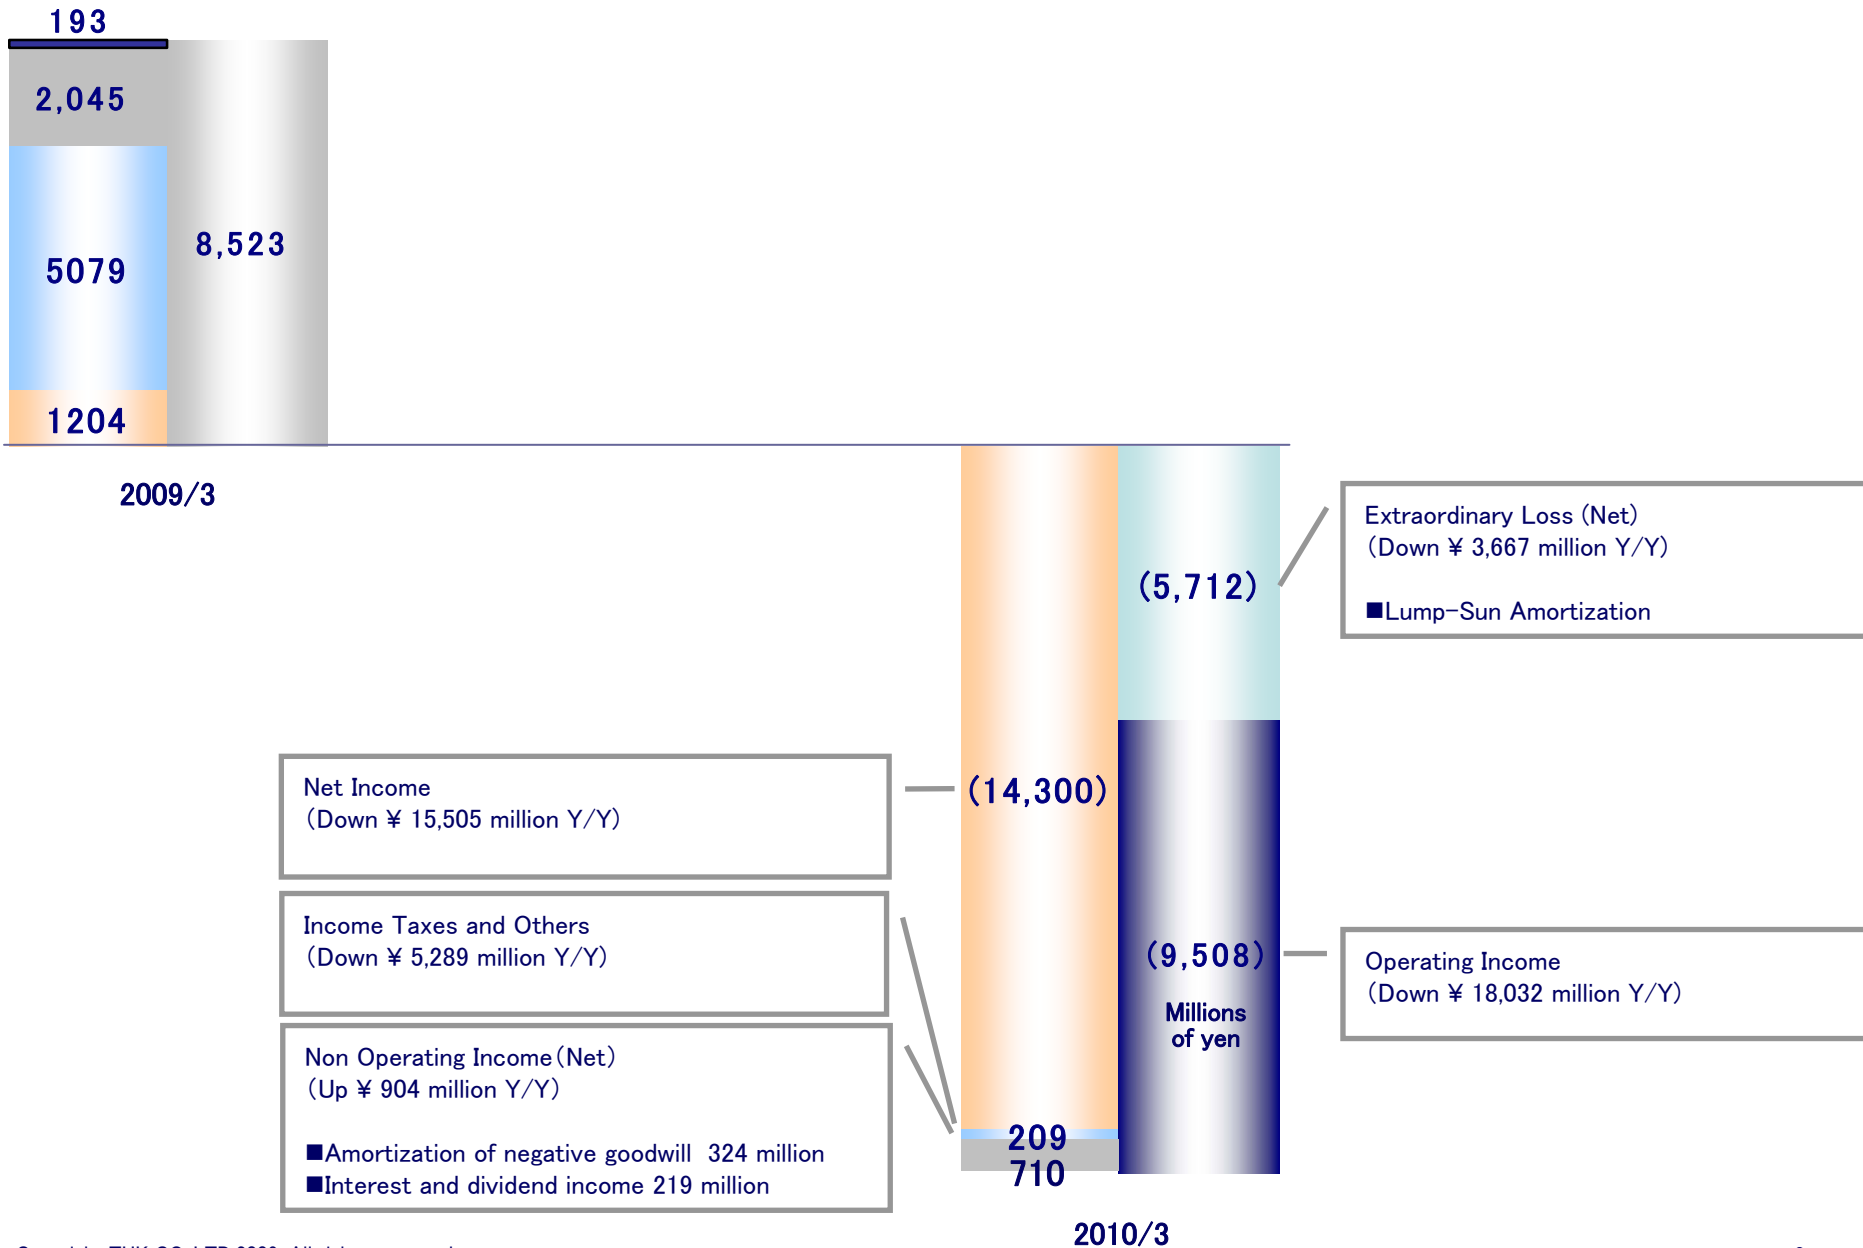 193
2,045
5079
8,523
1204
2009/3
Extraordinary Loss (Net)
(Down ¥ 3,667 million Y/Y)
■Lump-Sun Amortization
(5,712)
Net Income
(Down ¥ 15,505 million Y/Y)
(14,300)
Income Taxes and Others
(Down ¥ 5,289 million Y/Y)
(9,508)
Millions
of yen
Operating Income
(Down ¥ 18,032 million Y/Y)
Non Operating Income(Net)
(Up ¥ 904 million Y/Y)
■Amortization of negative goodwill 324 million
■Interest and dividend income 219 million
209
710
2010/3